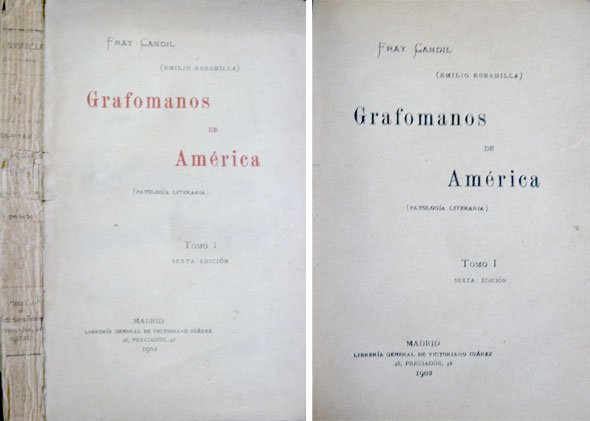 FRAY CANDIL
(EMILIO BOBADILLA)
Grafomanos
DE
América
(PATOLOGÍA LITERARIA)
TOMO I
SEXTA EDICIÓN
MADRID
LIBRERÍA GENERAL DE VICTORIANO SUÁREZ
48, PRECIADOS, 48
1902
FRAY CANDIL
(EMILIO BOBADILLA)
Grafomanos
DE
América
(PATOLOGÍA LITERARIA)
TOMO I
SEXTA EDICIÓN
MADRID
LIBRERÍA GENERAL DE VICTORIANO SUÁREZ
48, PRECIADOS, 48
1902